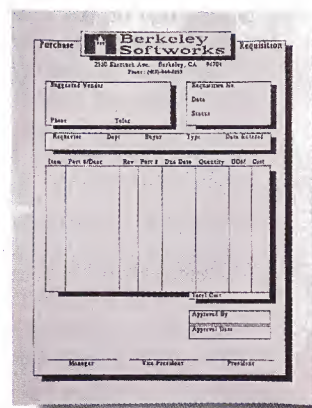 Purchase Berkeley Softworks Requisition
2150 Shattuck Ave. Berkeley, CA 94704
Suggested Vendor
Phone Telex
Requisition No
Date
Status
Requestor Dept Buyer Type Date Entered
Item Part #/Desc Rev Part # Due Date Quantity UOM Cost
Total Cost
Approved By
Approval Date
Manager Vice President President